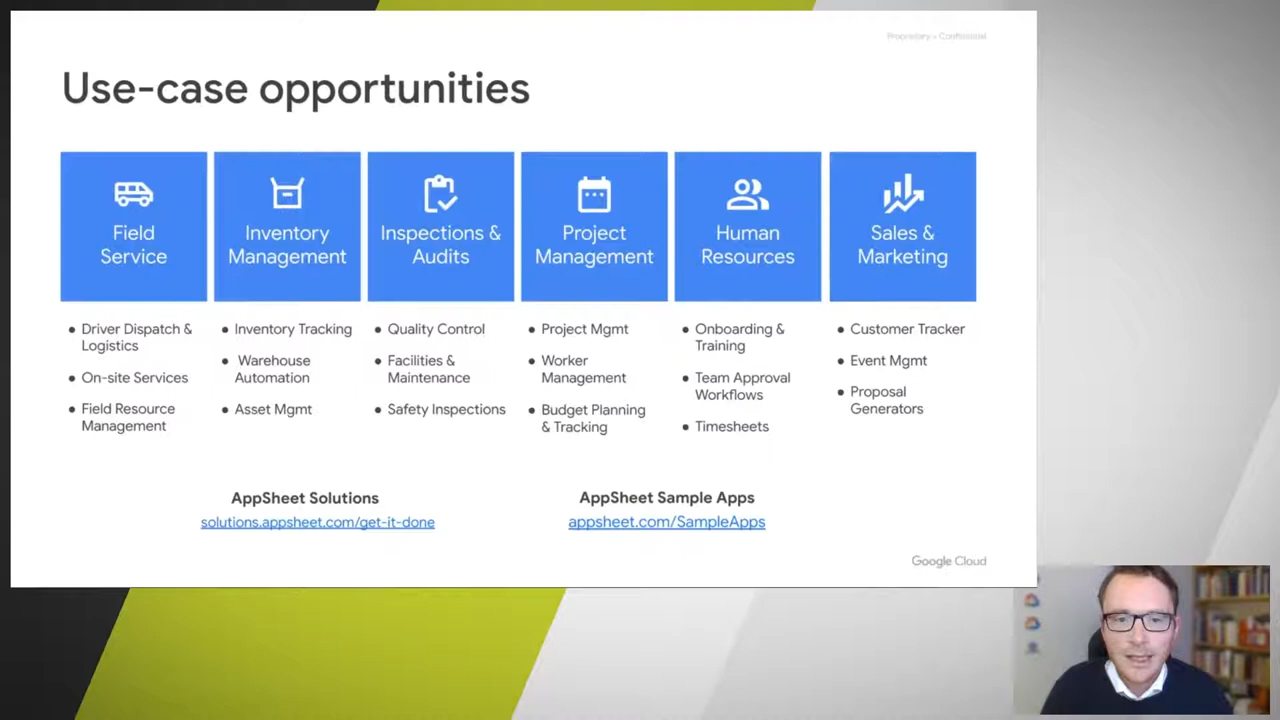 Proprietary + Confidential
Use-case opportunities
Field
Service
Inventory
Management
Inspections &
Audits
Project
Management
Human
Resources
Sales &
Marketing
• Driver Dispatch &
Logistics
• On-site Services
• Field Resource
Management
• Inventory Tracking
• Warehouse
Automation
• Asset Mgmt
• Quality Control
• Facilities &
Maintenance
• Safety Inspections
• Project Mgmt
• Worker
Management
• Budget Planning
& Tracking
• Onboarding &
Training
• Team Approval
Workflows
• Timesheets
• Customer Tracker
• Event Mgmt
• Proposal
Generators
AppSheet Solutions
solutions.appsheet.com/get-it-done
AppSheet Sample Apps
appsheet.com/SampleApps
Google Cloud